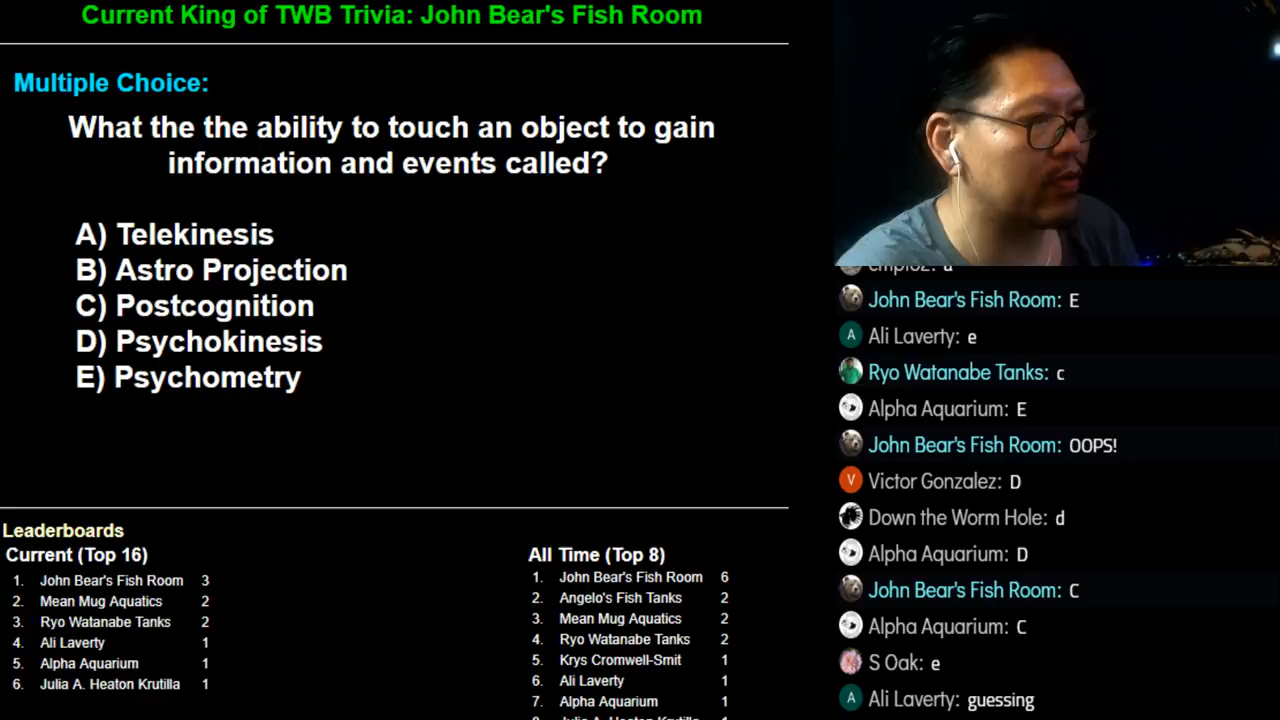 Current King of TWB Trivia: John Bear's Fish Room
Multiple Choice:
What the the ability to touch an object to gain
information and events called?
A) Telekinesis
B) Astro Projection
C) Postcognition
D) Psychokinesis
E) Psychometry
Leaderboards
Current (Top 16)
1. John Bear's Fish Room 3
2. Mean Mug Aquatics 2
3. Ryo Watanabe Tanks 2
4. Ali Laverty 1
5. Alpha Aquarium 1
6. Julia A. Heaton Krutilla 1
All Time (Top 8)
1. John Bear's Fish Room 6
2. Angelo's Fish Tanks 2
3. Mean Mug Aquatics 2
4. Ryo Watanabe Tanks 2
5. Krys Cromwell-Smit 1
6. Ali Laverty 1
7. Alpha Aquarium 1
John Bear's Fish Room: E
A Ali Laverty: e
Ryo Watanabe Tanks: c
Alpha Aquarium: E
John Bear's Fish Room: OOPS!
V Victor Gonzalez: D
Down the Worm Hole: d
Alpha Aquarium: D
John Bear's Fish Room: C
Alpha Aquarium: C
S Oak: e
A Ali Laverty: guessing